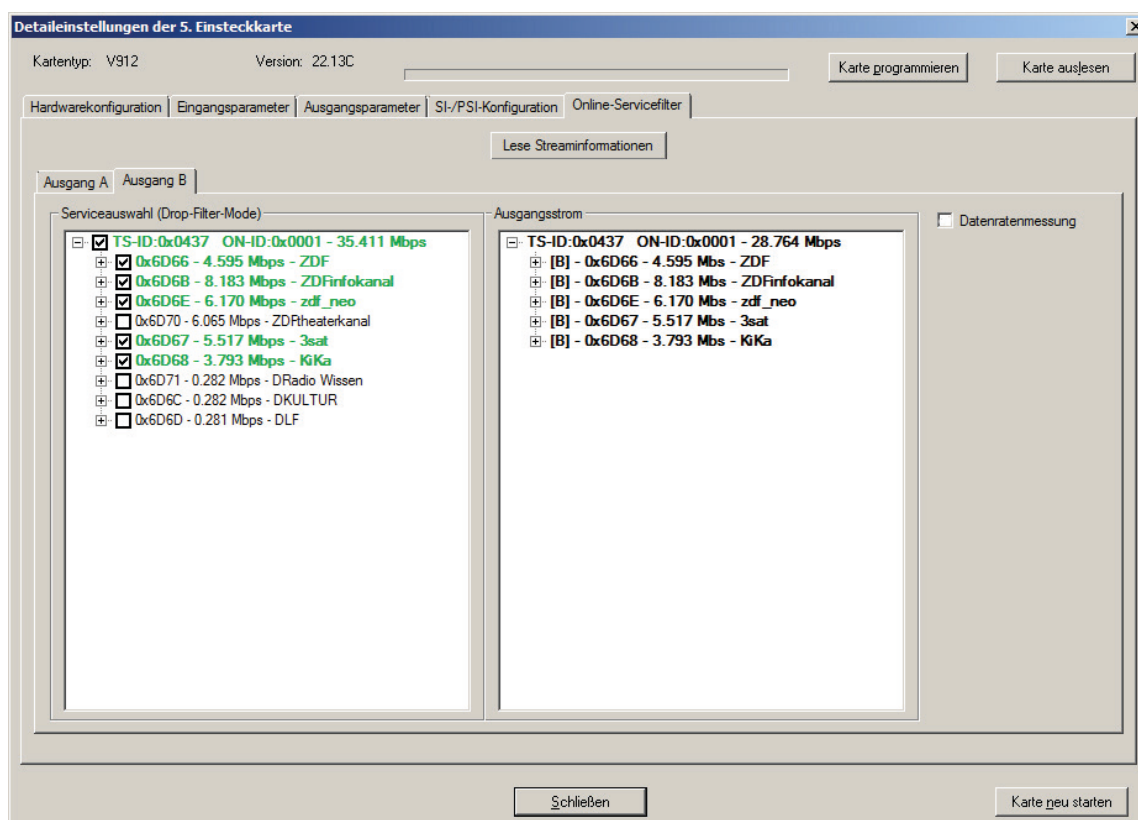 Detaileinstellungen der 5. Einsteckkarte
Kartentyp: V912 Version: 22.13C Karte programmieren Karte auslesen
Hardwarekonfiguration Eingangsparameter Ausgangsparameter SI-/PSI-Konfiguration Online-Servicefilter
Lese Streaminformationen
Ausgang A Ausgang B
Serviceauswahl (Drop-Filter-Mode)
TS-ID:0x0437 ON-ID:0x0001 - 35.411 Mbps
0x6D66 - 4.595 Mbps - ZDF
0x6D6B - 8.183 Mbps - ZDFinfokanal
0x6D6E - 6.170 Mbps - zdf_neo
0x6D70 - 6.065 Mbps - ZDFtheaterkanal
0x6D67 - 5.517 Mbps - 3sat
0x6D68 - 3.793 Mbps - KiKa
0x6D71 - 0.282 Mbps - DRadio Wissen
0x6D6C - 0.282 Mbps - DKULTUR
0x6D6D - 0.281 Mbps - DLF
Ausgangsstrom
TS-ID:0x0437 ON-ID:0x0001 - 28.764 Mbps
[B] - 0x6D66 - 4.595 Mbps - ZDF
[B] - 0x6D6B - 8.183 Mbps - ZDFinfokanal
[B] - 0x6D6E - 6.170 Mbps - zdf_neo
[B] - 0x6D67 - 5.517 Mbs - 3sat
[B] - 0x6D68 - 3.793 Mbs - KiKa
Datenratenmessung
Schließen Karte neu starten